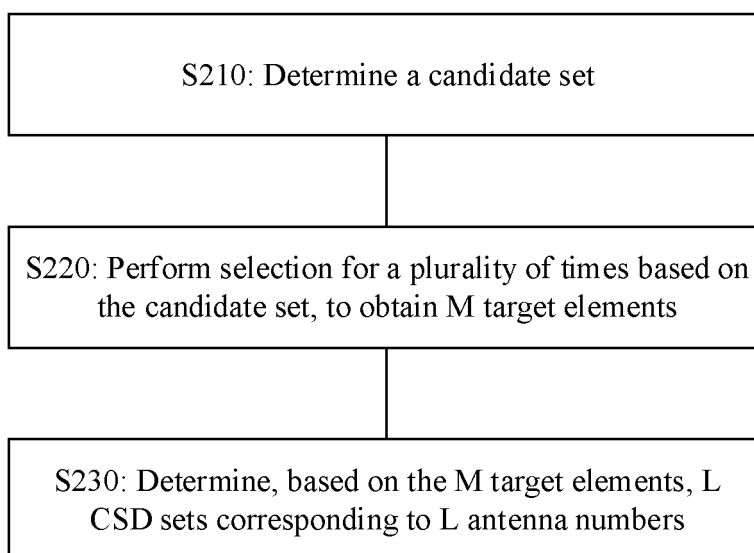 S210: Determine a candidate set
S220: Perform selection for a plurality of times based on
the candidate set, to obtain M target elements
S230: Determine, based on the M target elements, L
CSD sets corresponding to L antenna numbers